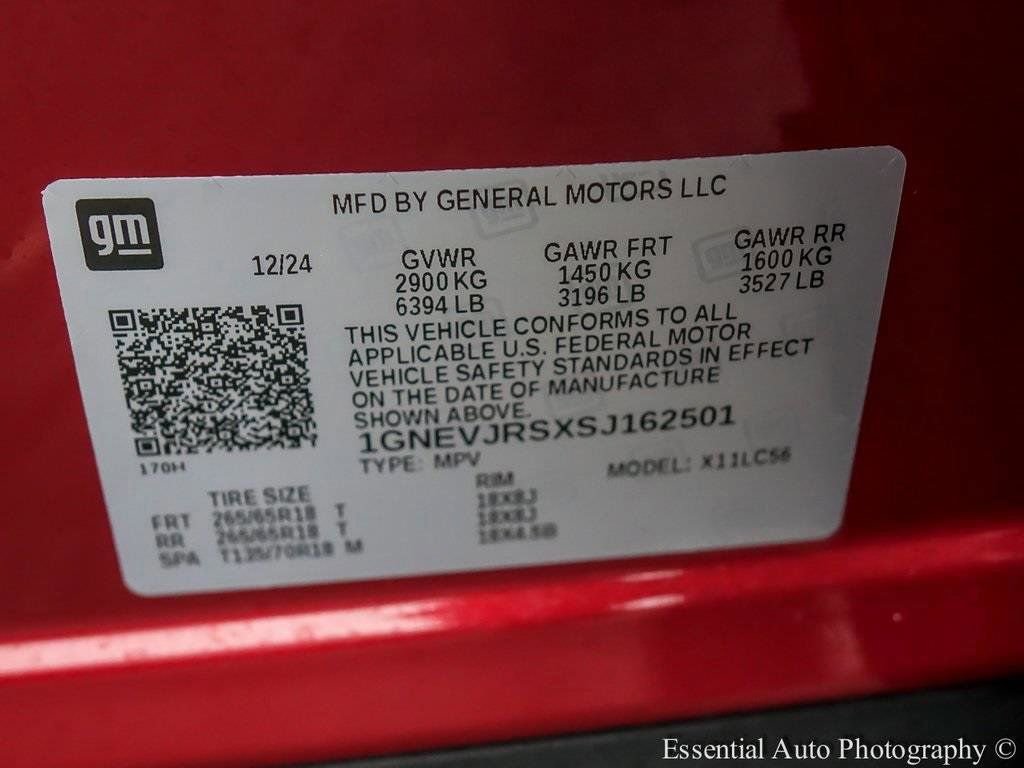 gm
MFD BY GENERAL MOTORS LLC
12/24
GVWR
2900 KG
6394 LB
GAWR FRT
1450 KG
3196 LB
GAWR RR
1600 KG
3527 LB
THIS VEHICLE CONFORMS TO ALL
APPLICABLE U.S. FEDERAL MOTOR
VEHICLE SAFETY STANDARDS IN EFFECT
ON THE DATE OF MANUFACTURE
SHOWN ABOVE.
1GNEVJRSXSJ162501
170H
TYPE: MPV
MODEL: X11LC56
TIRE SIZE
RIM
FRT 265/65R18 T 18X8J
RR 265/65R18 T 18X8J
SPA T135/70R18 M 18X4.5B
Essential Auto Photography ©